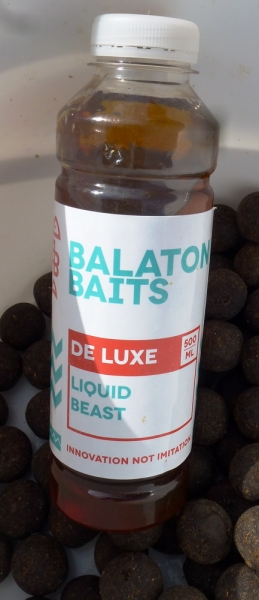 BALATON
BAITS
DE LUXE
500
ML
LIQUID
BEAST
INNOVATION NOT IMITATION